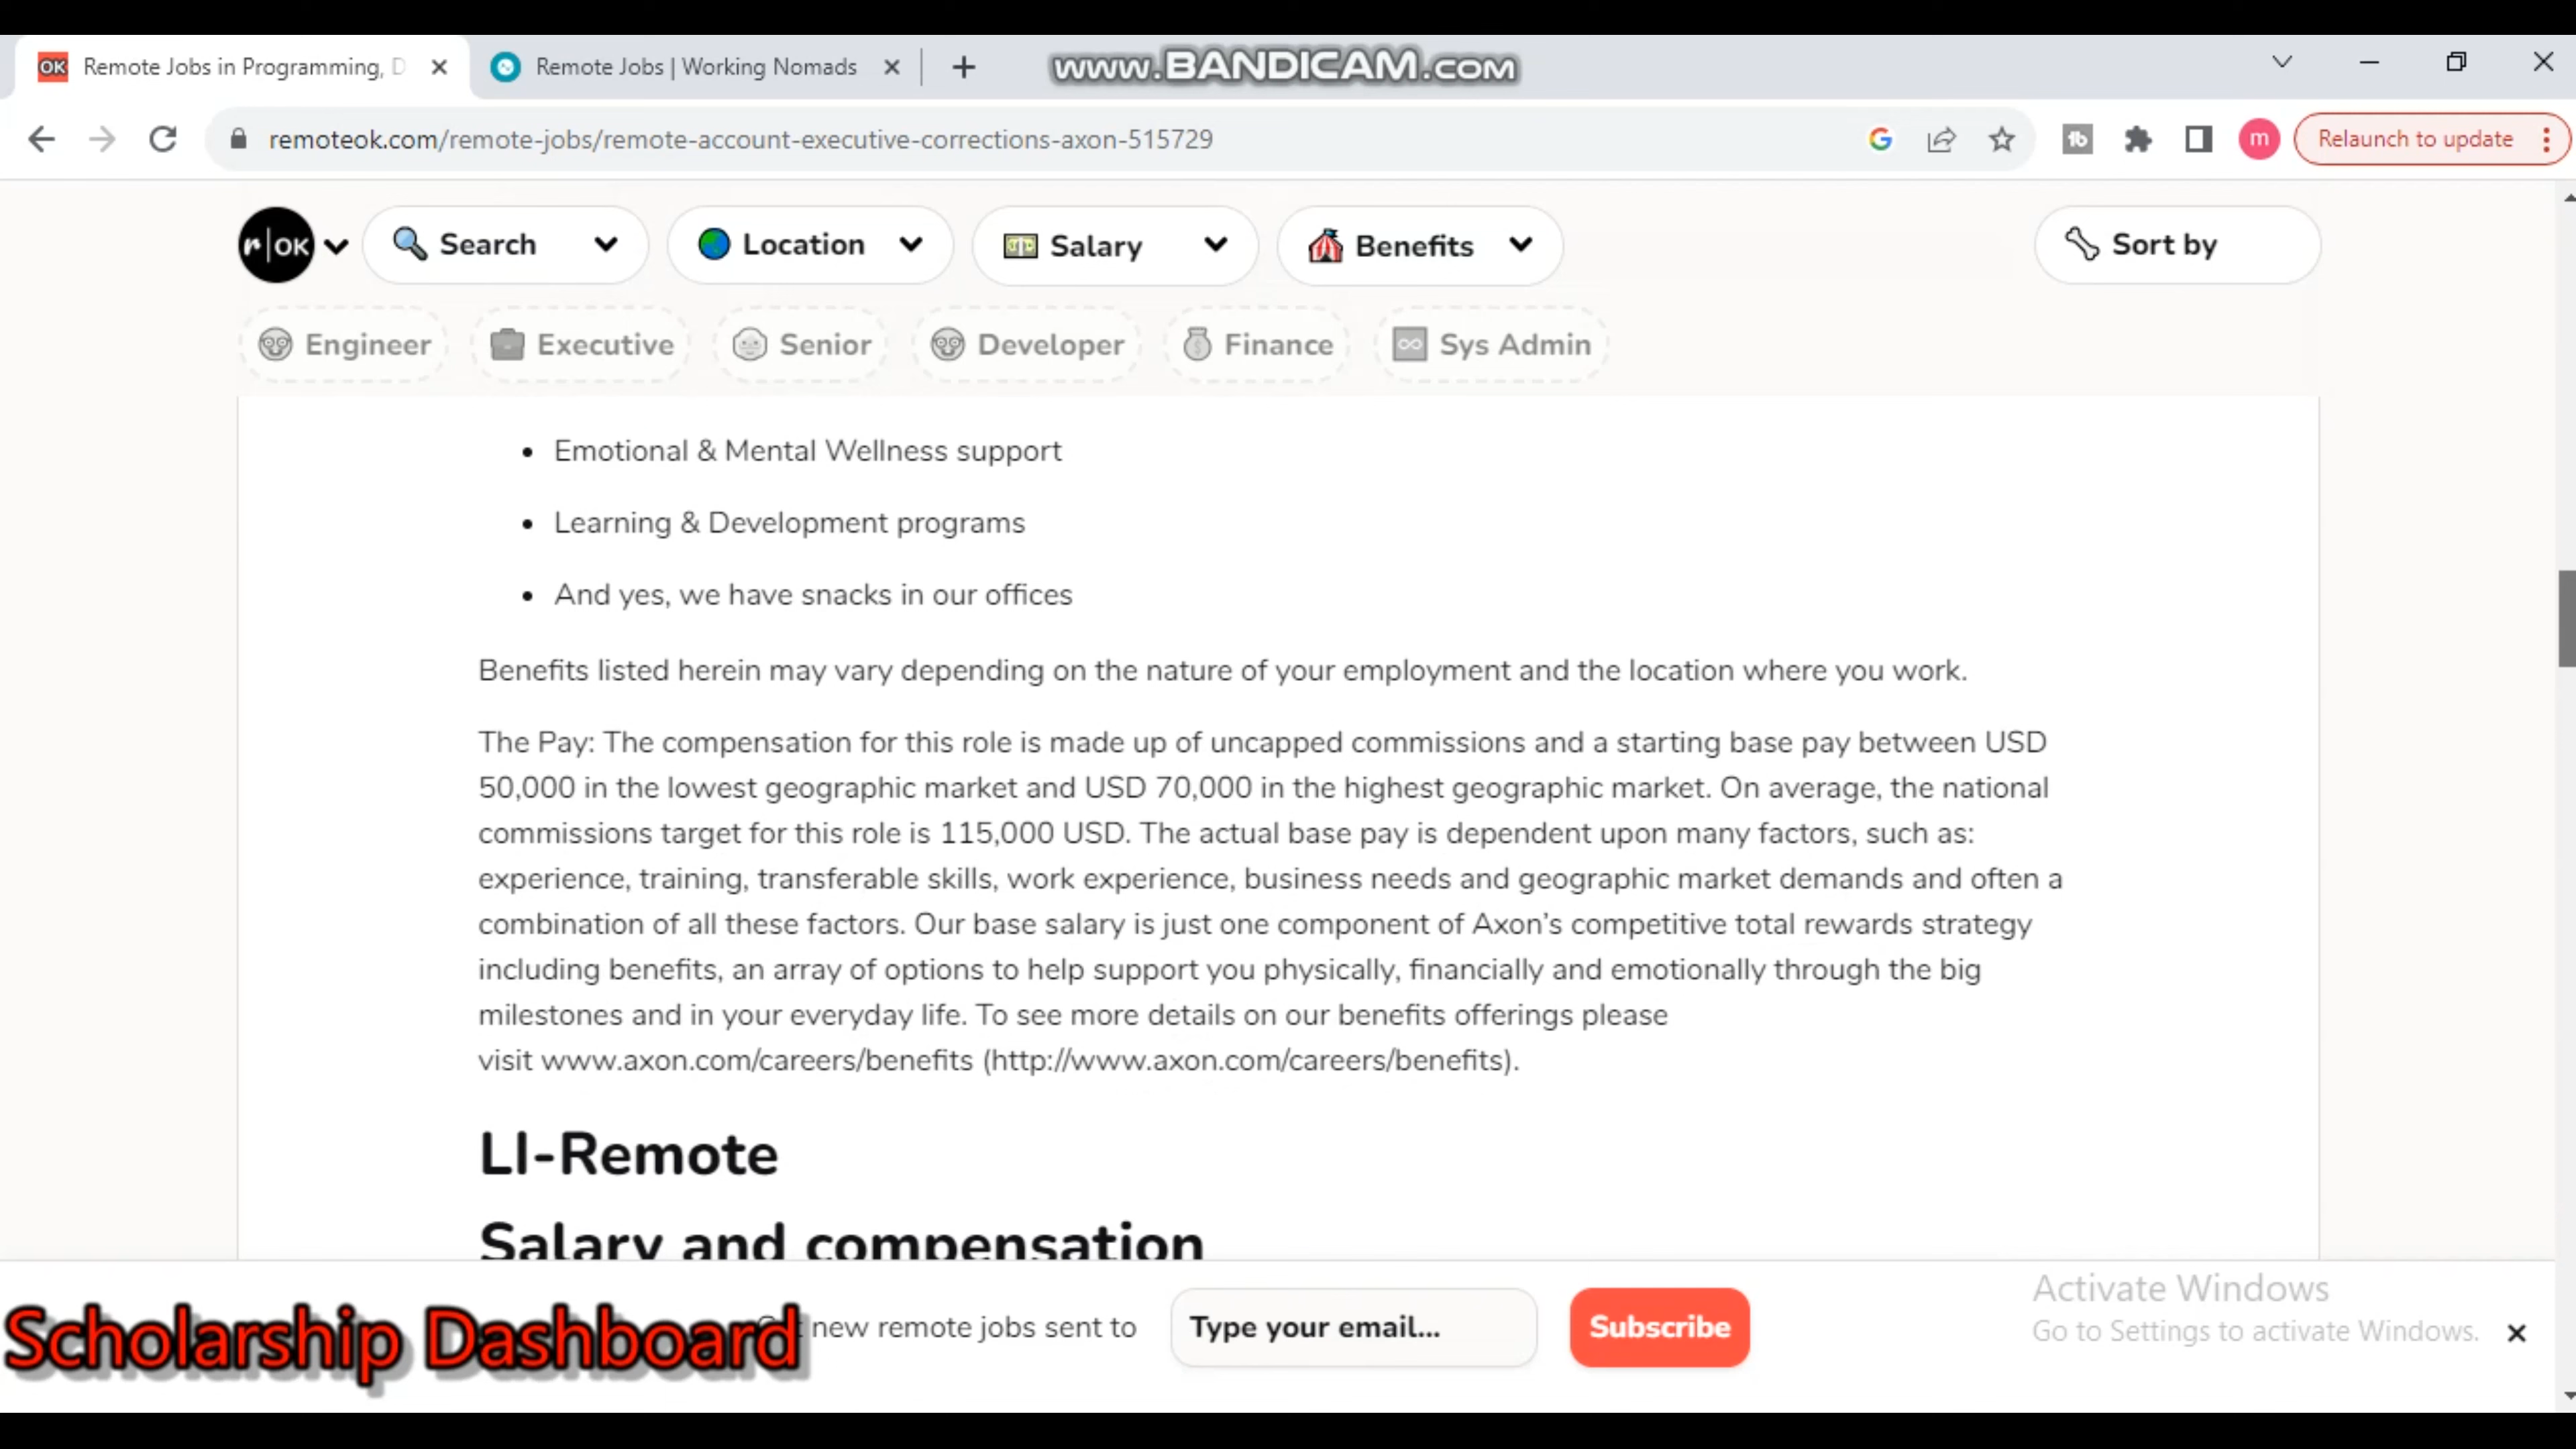 OK Remote Jobs in Programming, D
Remote Jobs | Working Nomads
www.BANDICAM.com
remoteok.com/remote-jobs/remote-account-executive-corrections-axon-515729
m
Relaunch to update
r|OK
Search
Location
Salary
Benefits
Sort by
Engineer
Executive
Senior
Developer
Finance
Sys Admin
• Emotional & Mental Wellness support
• Learning & Development programs
• And yes, we have snacks in our offices
Benefits listed herein may vary depending on the nature of your employment and the location where you work.
The Pay: The compensation for this role is made up of uncapped commissions and a starting base pay between USD
50,000 in the lowest geographic market and USD 70,000 in the highest geographic market. On average, the national
commissions target for this role is 115,000 USD. The actual base pay is dependent upon many factors, such as:
experience, training, transferable skills, work experience, business needs and geographic market demands and often a
combination of all these factors. Our base salary is just one component of Axon’s competitive total rewards strategy
including benefits, an array of options to help support you physically, financially and emotionally through the big
milestones and in your everyday life. To see more details on our benefits offerings please
visit www.axon.com/careers/benefits (http://www.axon.com/careers/benefits).
LI-Remote
Salary and compensation
Scholarship Dashboard
new remote jobs sent to
Type your email...
Subscribe
Activate Windows
Go to Settings to activate Windows.